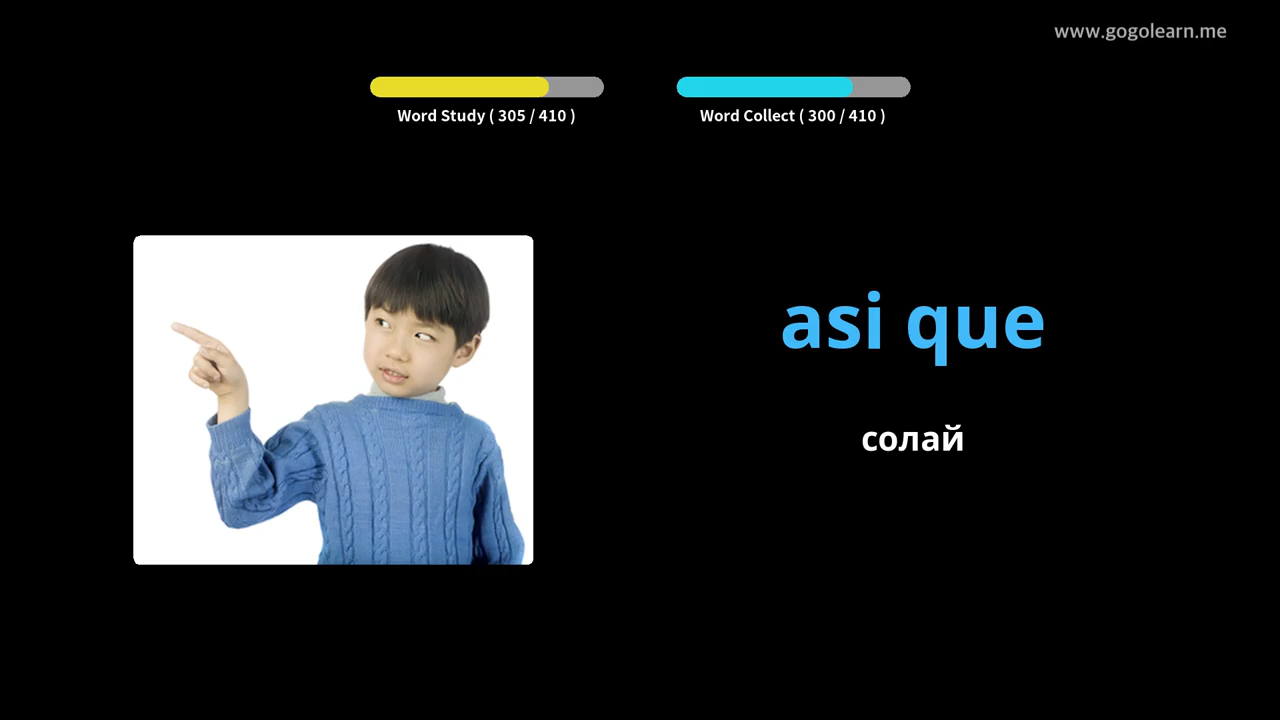 www.gogolearn.me
Word Study ( 305 / 410 )
Word Collect ( 300 / 410 )
asi que
солай